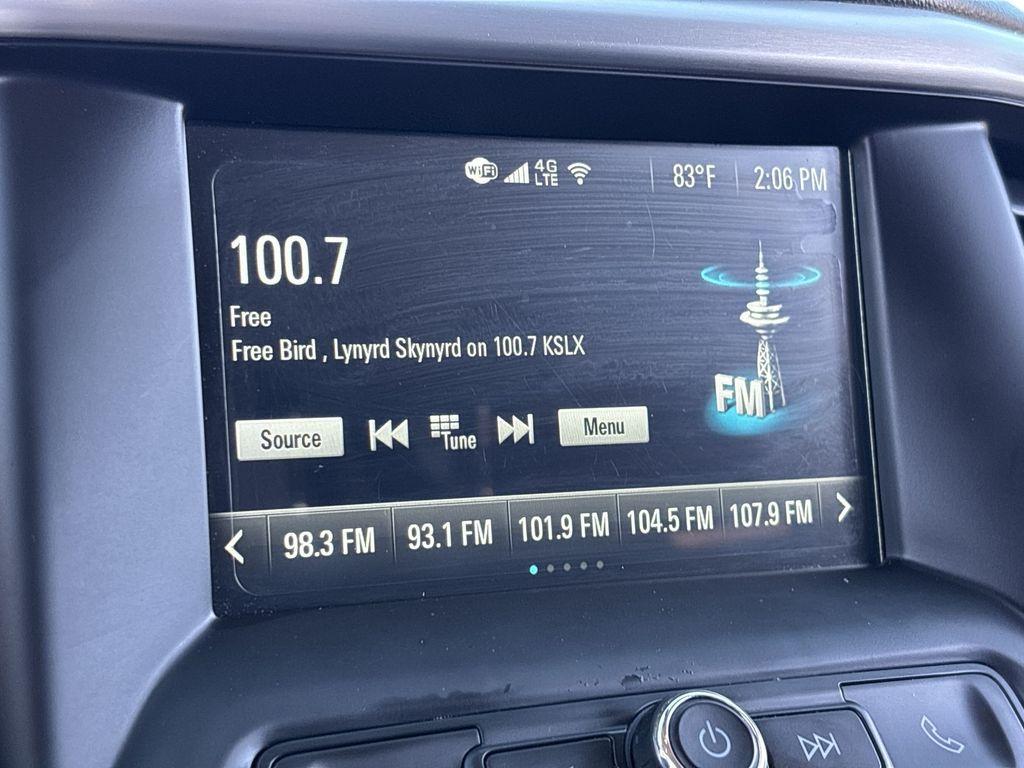 WiFi 4G LTE 83°F 2:06 PM
100.7
Free
Free Bird , Lynyrd Skynyrd on 100.7 KSLX
FM
Source Tune Menu
98.3 FM 93.1 FM 101.9 FM 104.5 FM 107.9 FM